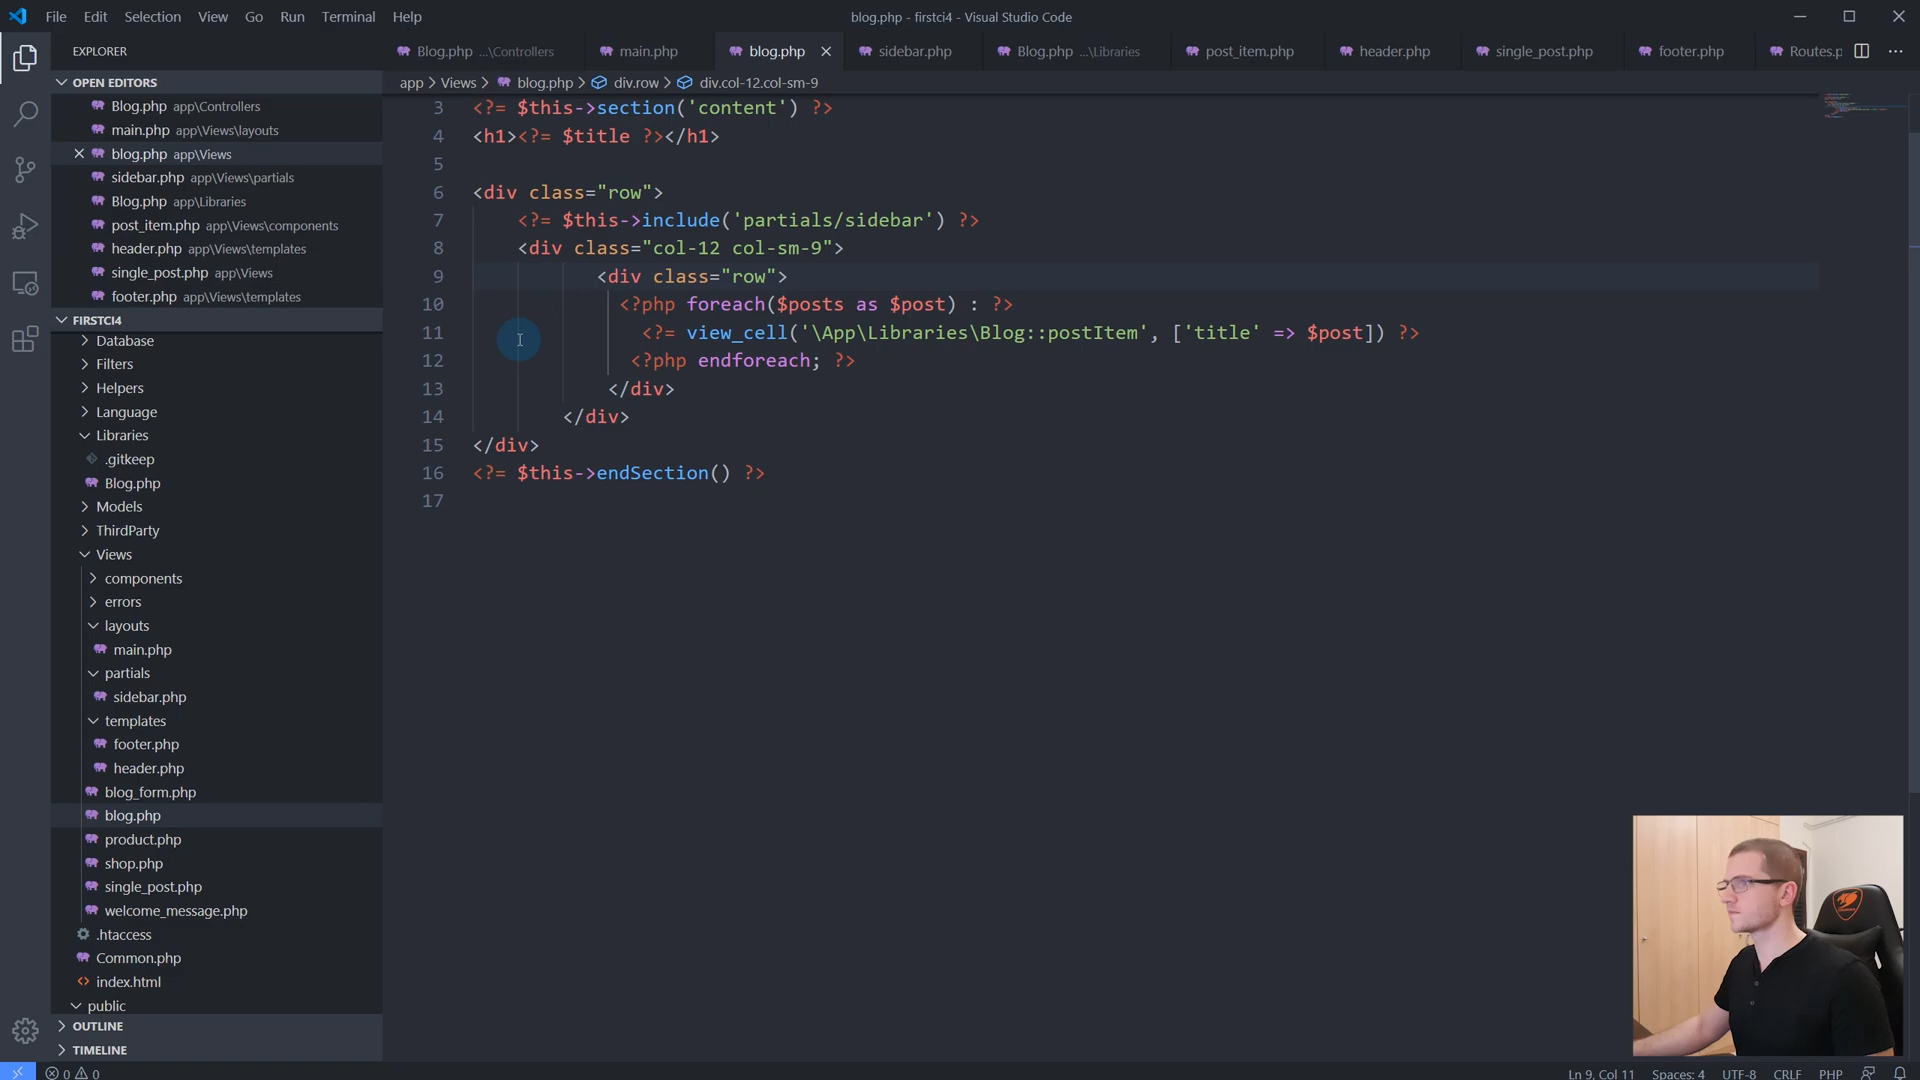 File Edit Selection View Go Run Terminal Help
blog.php - firstci4 - Visual Studio Code
EXPLORER
Blog.php ...\Controllers
main.php
blog.php
sidebar.php
Blog.php ...\Libraries
post_item.php
header.php
single_post.php
footer.php
Routes.p
app > Views > blog.php > div.row > div.col-12.col-sm-9
OPEN EDITORS
Blog.php app\Controllers
main.php app\Views\layouts
blog.php app\Views
sidebar.php app\Views\partials
Blog.php app\Libraries
post_item.php app\Views\components
header.php app\Views\templates
single_post.php app\Views
footer.php app\Views\templates
FIRSTCI4
Database
Filters
Helpers
Language
Libraries
.gitkeep
Blog.php
Models
ThirdParty
Views
components
errors
layouts
main.php
partials
sidebar.php
templates
footer.php
header.php
blog_form.php
blog.php
product.php
shop.php
single_post.php
welcome_message.php
.htaccess
Common.php
index.html
public
OUTLINE
TIMELINE
3 <?= $this->section('content') ?>
4 <h1><?= $title ?></h1>
5
6 <div class="row">
7 <?= $this->include('partials/sidebar') ?>
8 <div class="col-12 col-sm-9">
9 <div class="row">
10 <?php foreach($posts as $post) : ?>
11 <?= view_cell('\App\Libraries\Blog::postItem', ['title' => $post]) ?>
12 <?php endforeach; ?>
13 </div>
14 </div>
15 </div>
16 <?= $this->endSection() ?>
17
0 0
Ln 9, Col 11 Spaces: 4 UTF-8 CRLF PHP